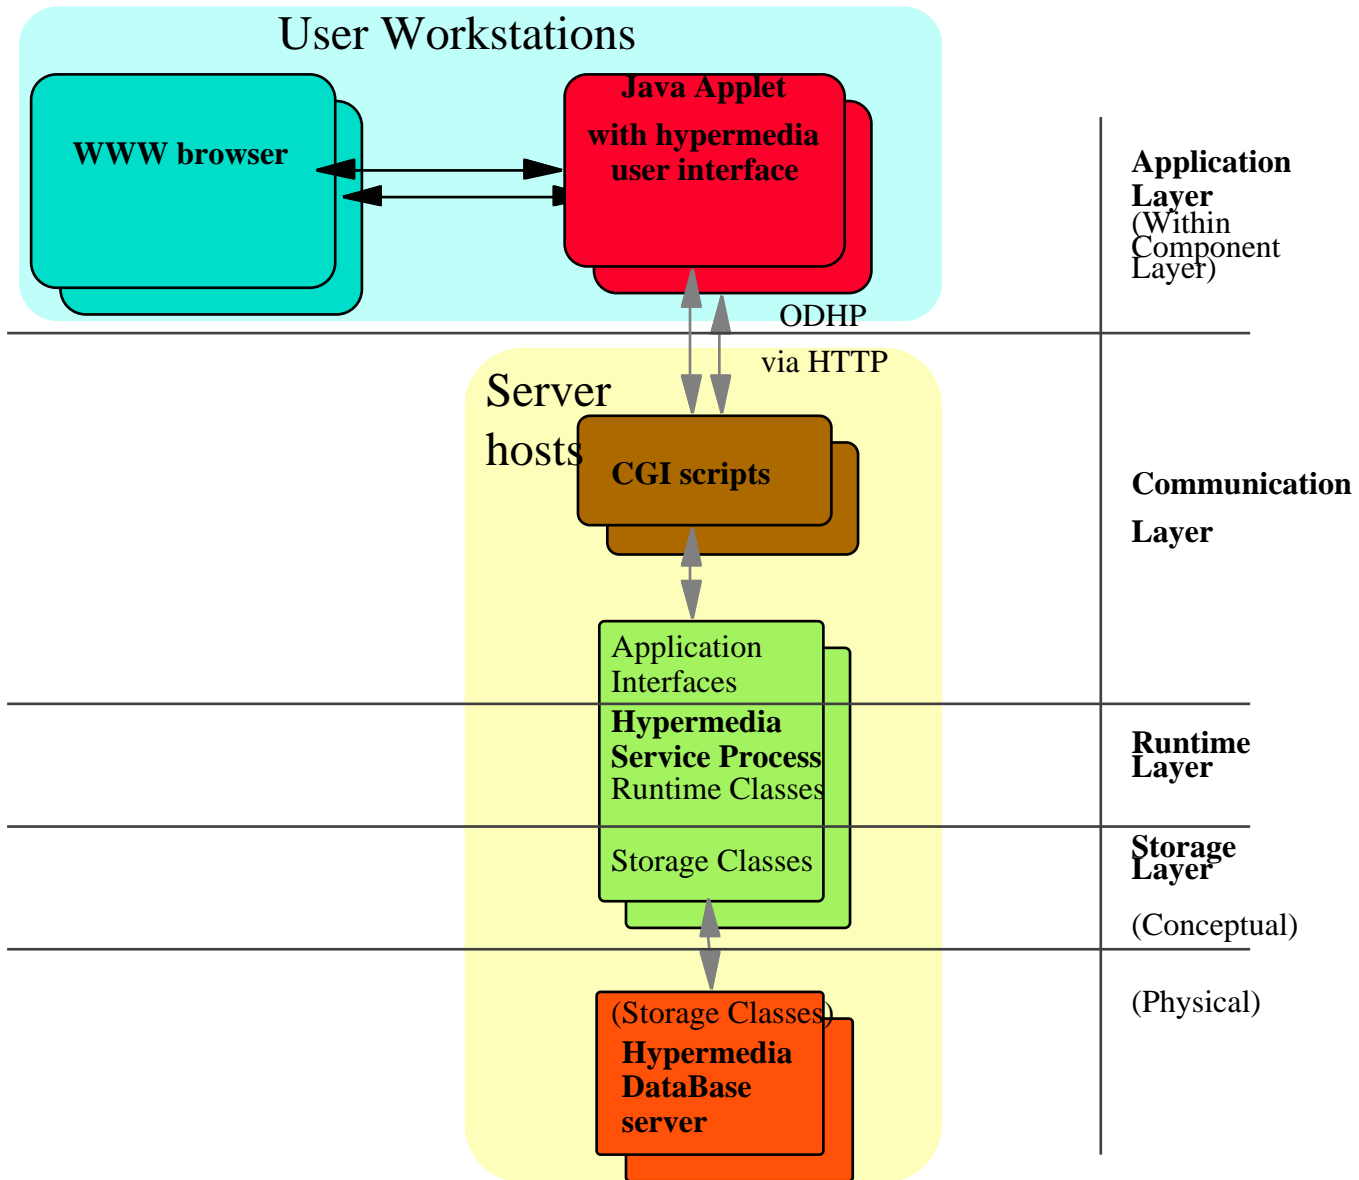 User Workstations
WWW browser
Java Applet
with hypermedia
user interface
Application
Layer
(Within
Component
Layer)
ODHP
via HTTP
Server
hosts
CGI scripts
Communication
Layer
Application
Interfaces
Hypermedia
Service Process
Runtime Classes
Runtime
Layer
Storage Classes
Storage
Layer
(Conceptual)
(Storage Classes)
Hypermedia
DataBase
server
(Physical)